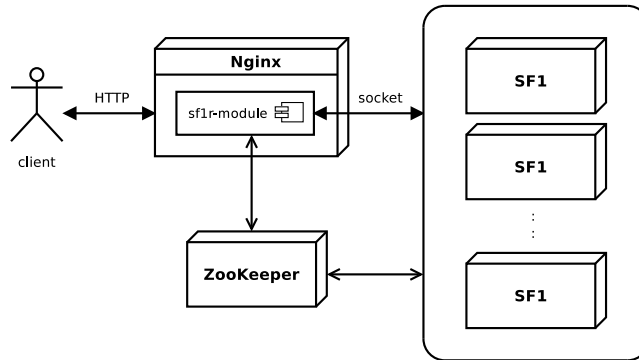 Nginx
SF1
HTTP
sf1r-module
socket
client
SF1
:
:
ZooKeeper
SF1